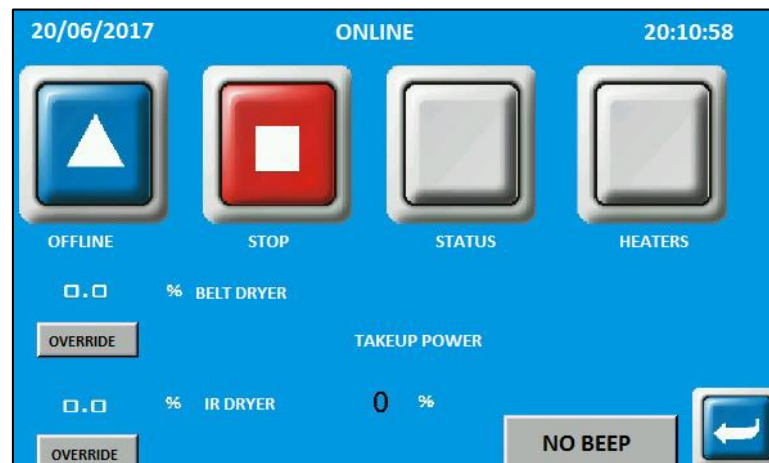 20/06/2017 ONLINE 20:10:58
OFFLINE STOP STATUS HEATERS
0.0 % BELT DRYER
OVERRIDE TAKEUP POWER
0.0 % IR DRYER 0 %
OVERRIDE NO BEEP